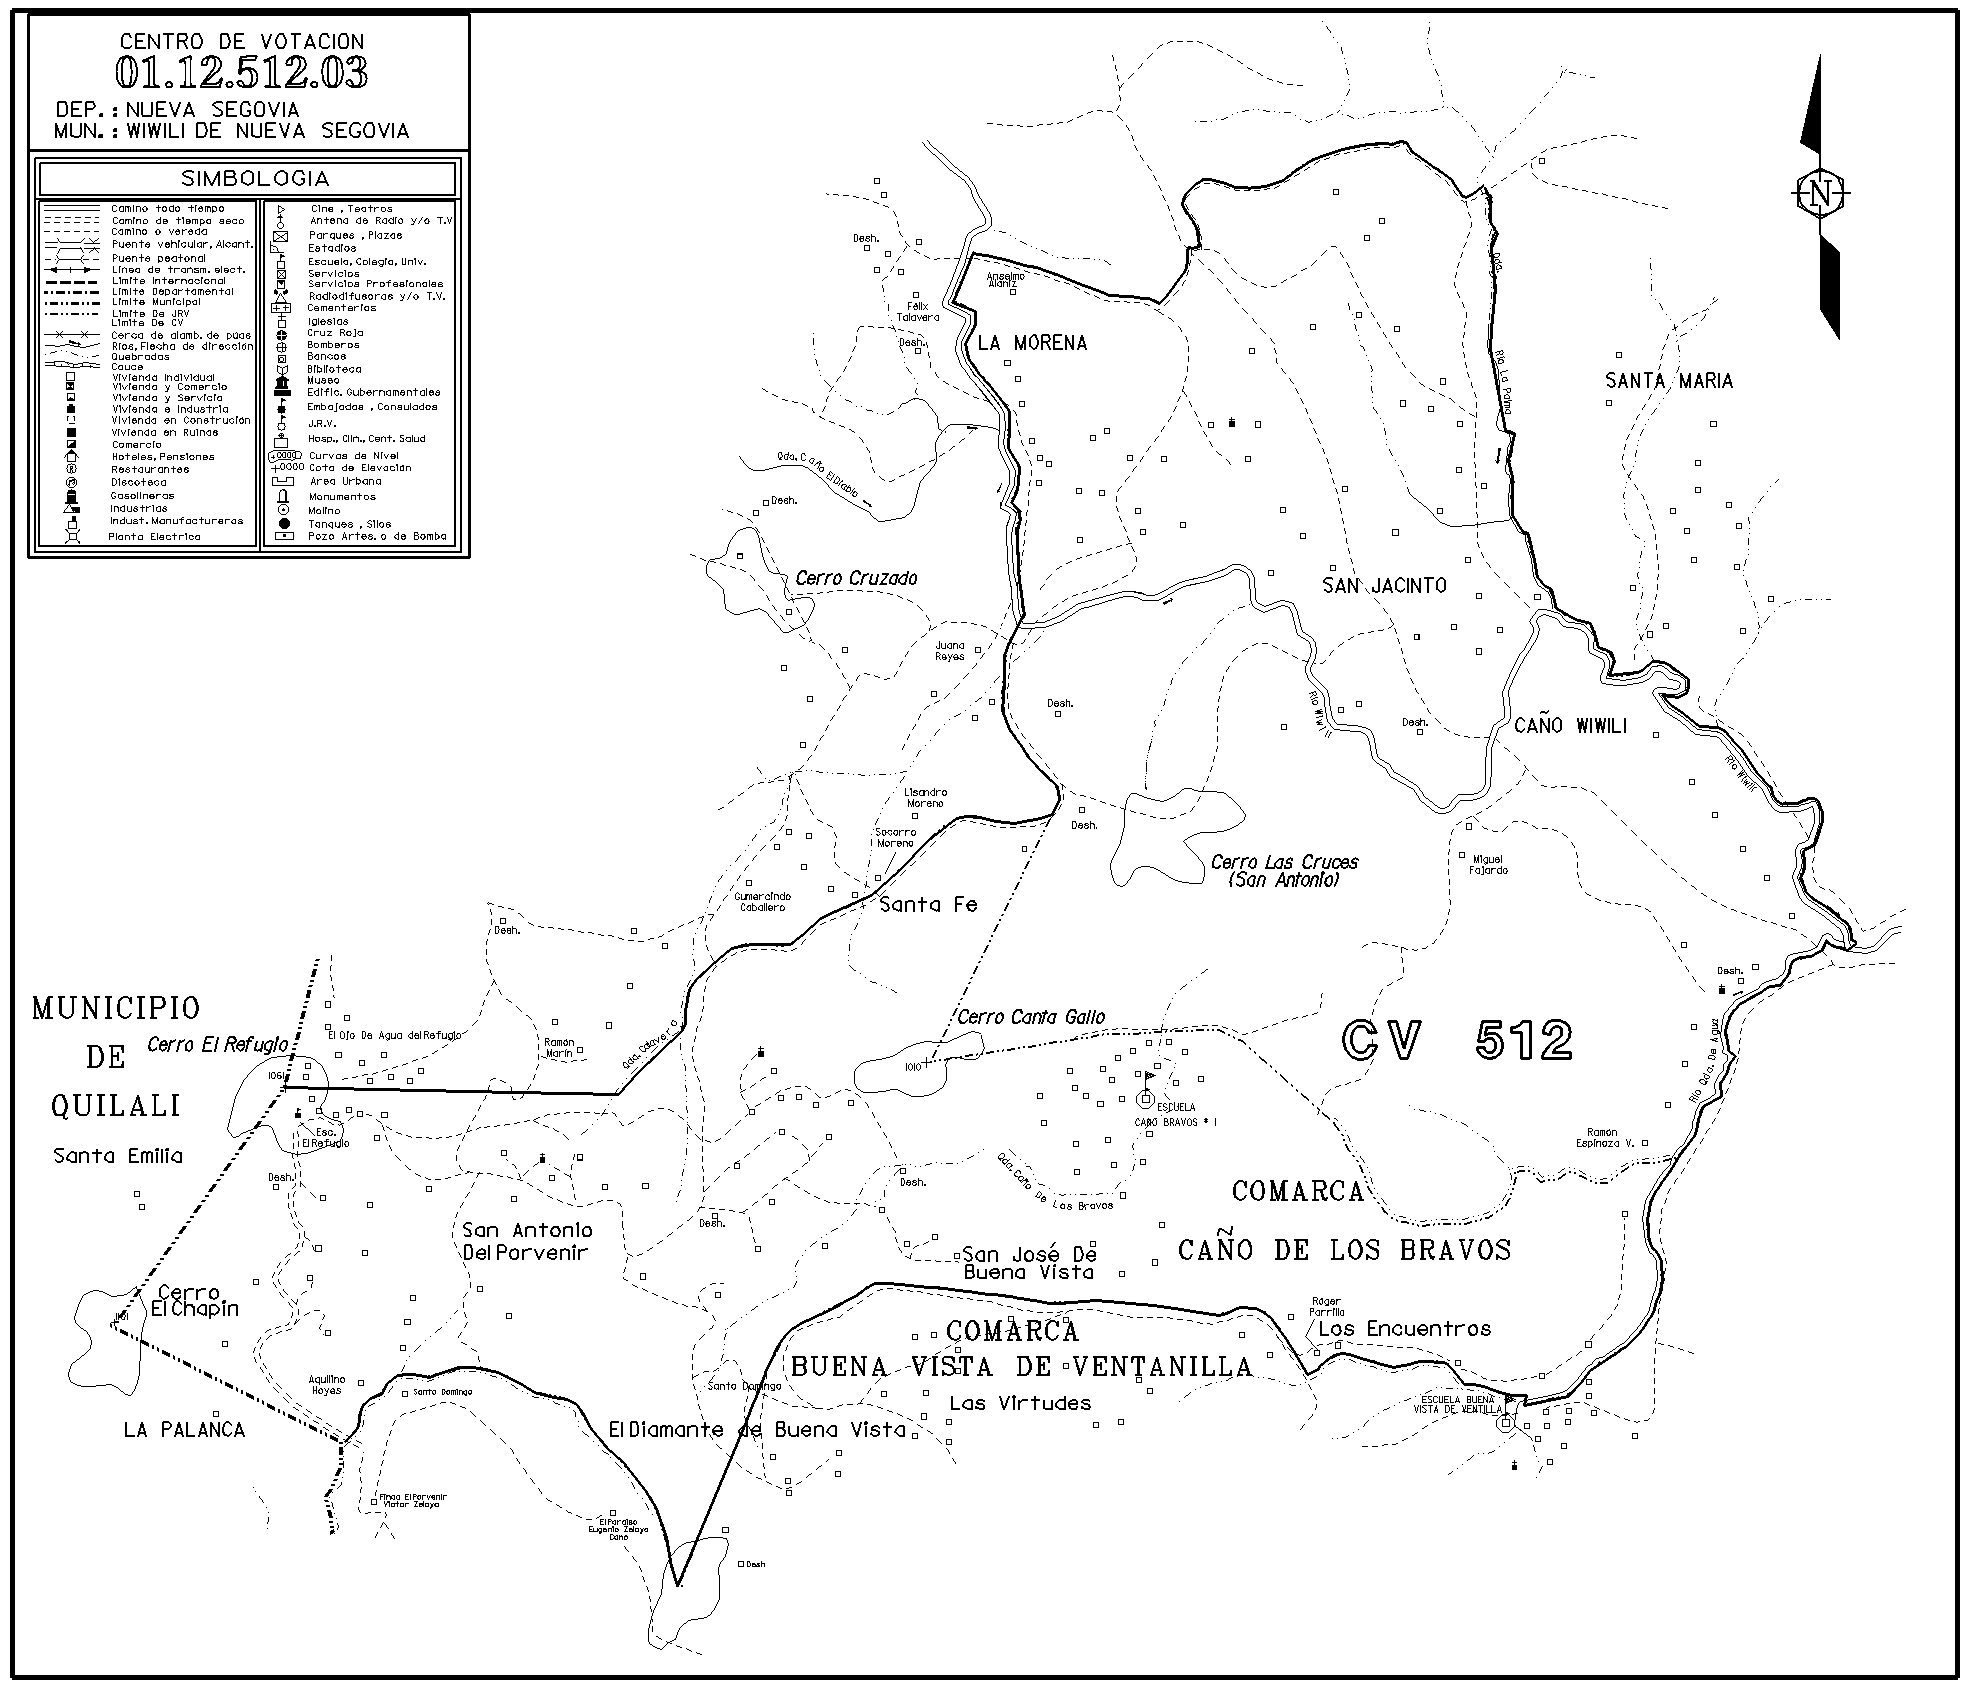 CENTRO DE VOTACION
01.12.512.03
DEP. : NUEVA SEGOVIA
MUN. : WIWILI DE NUEVA SEGOVIA
SIMBOLOGIA
Camino todo tiempo
Camino de tiempo seco
Camino o vereda
Puente vehicular, Alcant.
Puente peatonal
Linea de transm. elect.
Limite Internacional
Limite Departamental
Limite Municipal
Limite De JRV
Limite De CV
Cerca de alamb. de púas
Rios, Flecha de dirección
Quebradas
Cauce
Vivienda Individual
Vivienda y Comercio
Vivienda y Servicio
Vivienda e Industria
Vivienda en Construcion
Vivienda en Ruinas
Comercio
Hoteles, Pensiones
Restaurantes
Discoteca
Gasolineras
Industrias
Indust. Manufactureras
Planta Electrica
Cine , Teatros
Antena de Radio y/o T.V
Parques , Plazas
Estadios
Escuela, Colegio, Univ.
Servicios
Servicios Profesionales
Radiodifusoras y/o T.V.
Cementerios
Iglesias
Cruz Roja
Bomberos
Bancos
Biblioteca
Museo
Edific. Gubernamentales
Embajadas , Consulados
J.R.V.
Hosp., Clin., Cent. Salud
Curvas de Nivel
Cota de Elevación
Area Urbana
Monumentos
Molino
Tanques , Silos
Pozo Artes. o de Bomba
N
Desh.
Anselmo
Alaniz
Félix
Talavera
Desh.
LA MORENA
Qda.
Rio La Palma
SANTA MARIA
Qda. Caño El Diablo
Desh.
Cerro Cruzado
SAN JACINTO
Juana
Reyes
Desh.
Rio Wiwili
Desh.
CAÑO WIWILI
Rio Wiwili
Lisandro
Moreno
Socorro
Moreno
Desh.
Cerro Las Cruces
(San Antonio)
Miguel
Fajardo
Gumercindo
Caballero
Santa Fe
Desh.
Desh.
MUNICIPIO
DE
QUILALI
Santa Emilia
Cerro El Refugio
1061
El Ojo De Agua del Refugio
Ramón
Marín
Qda. Calavera
Cerro Canta Gallo
1010
CV 512
Rio Qda. De Agua
ESCUELA
CAÑO BRAVOS # 1
Esc.
El Refugio
Ramón
Espinoza V.
Desh.
Desh.
Qda. Caño De Los Bravos
COMARCA
CAÑO DE LOS BRAVOS
San Antonio
Del Porvenir
Desh.
San José De
Buena Vista
Cerro
El Chapin
1101
Róger
Parrilla
Los Encuentros
COMARCA
BUENA VISTA DE VENTANILLA
Aquilino
Hoyes
Santo Domingo
Santo Domingo
Las Virtudes
ESCUELA BUENA
VISTA DE VENTILLA
LA PALANCA
El Diamante de Buena Vista
Finca El Porvenir
Victor Zelaya
El Paraiso
Eugenio Zelaya
Cano
Desh